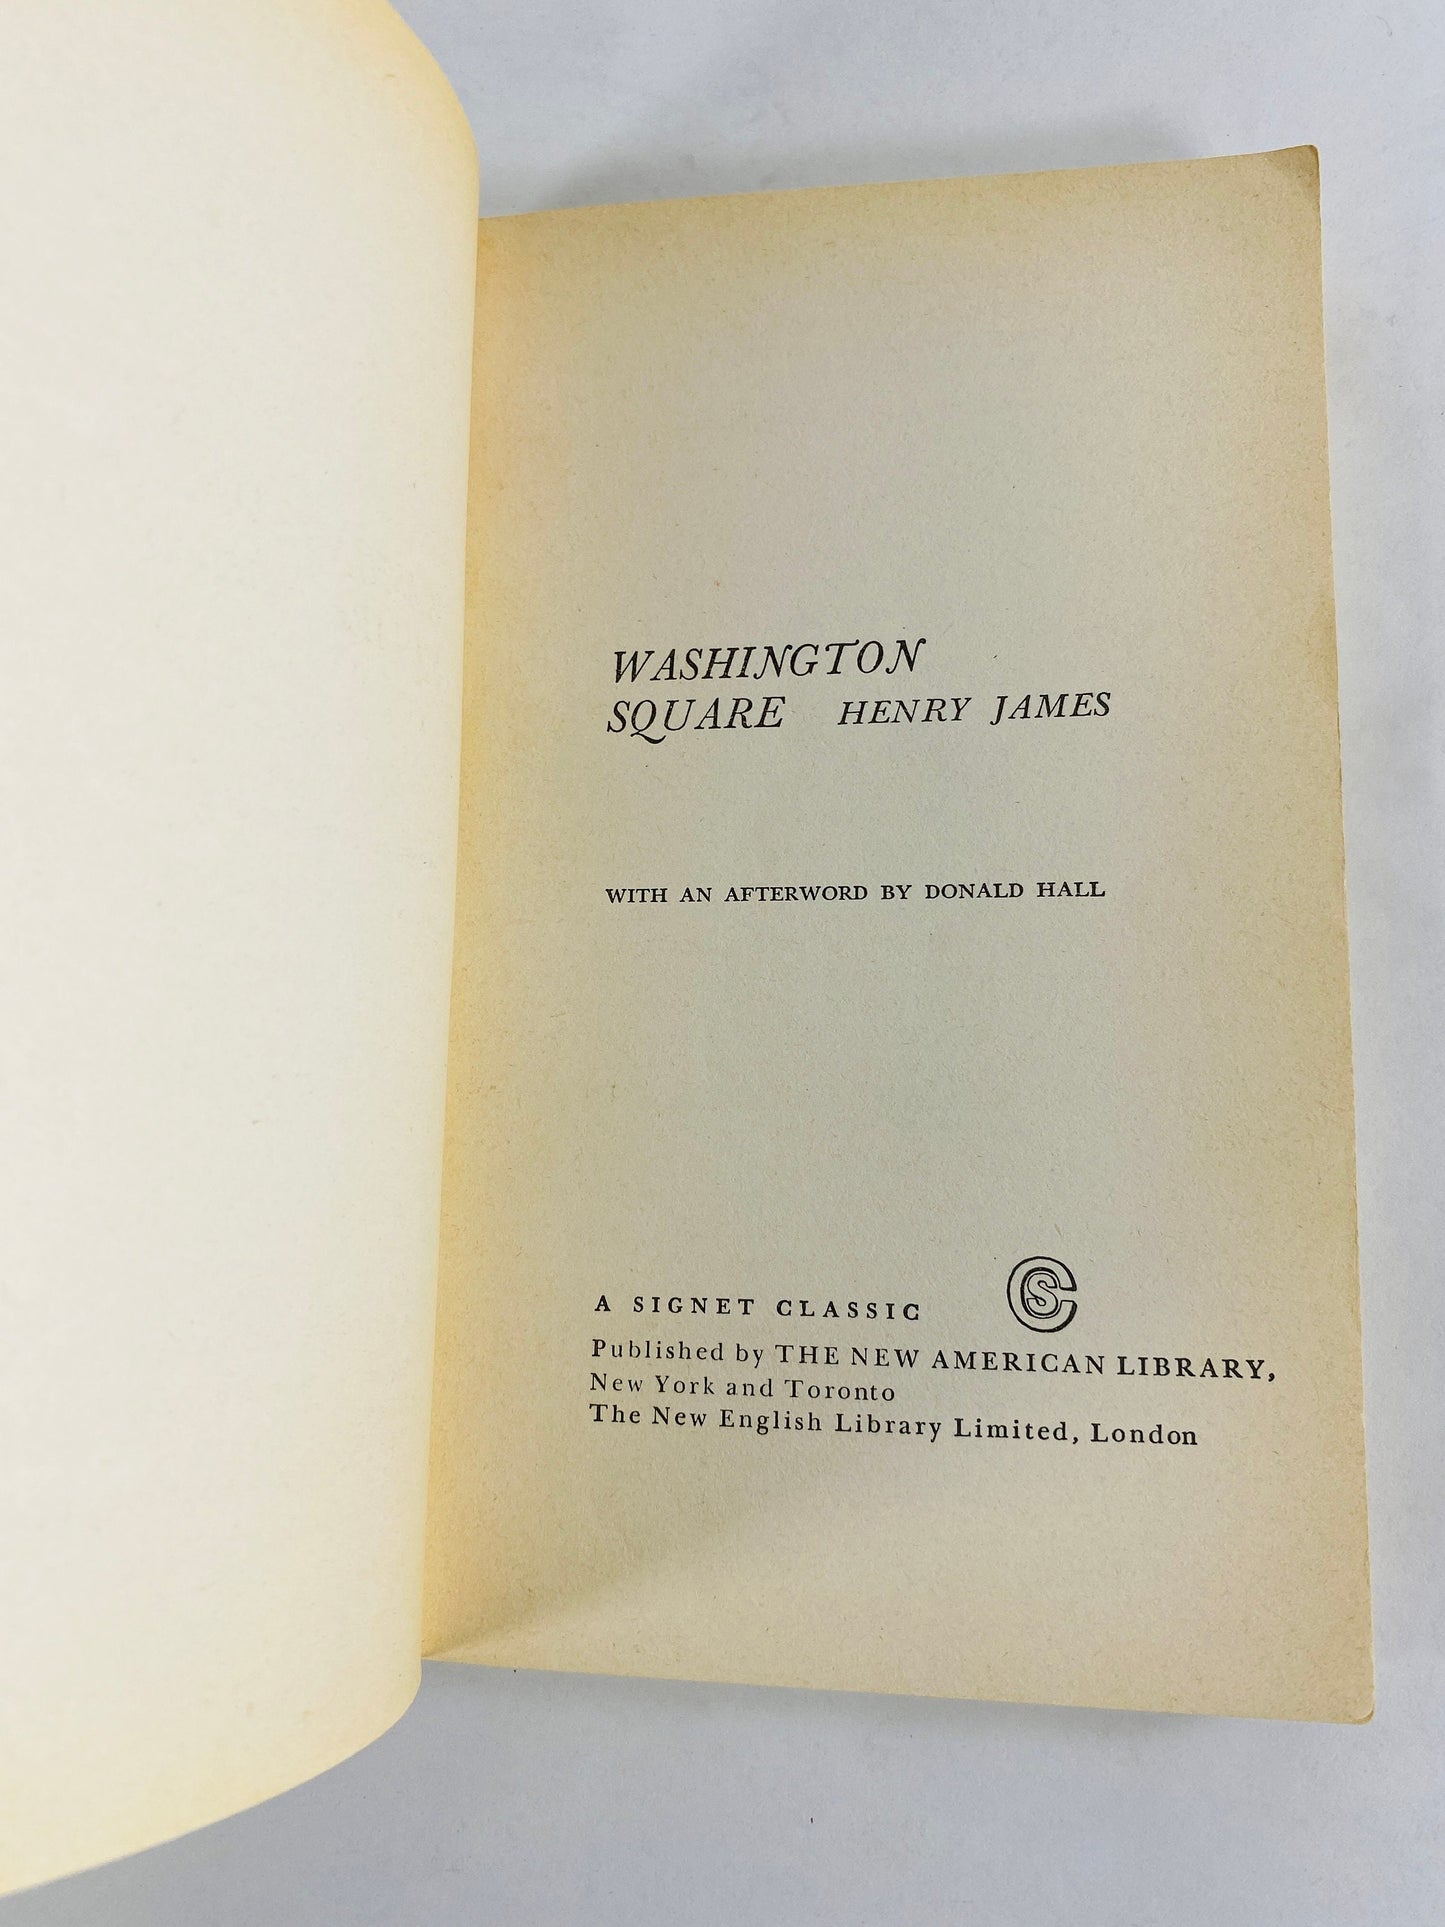 WASHINGTON
SQUARE HENRY JAMES
WITH AN AFTERWORD BY DONALD HALL
A SIGNET CLASSIC CS
Published by THE NEW AMERICAN LIBRARY,
New York and Toronto
The New English Library Limited, London